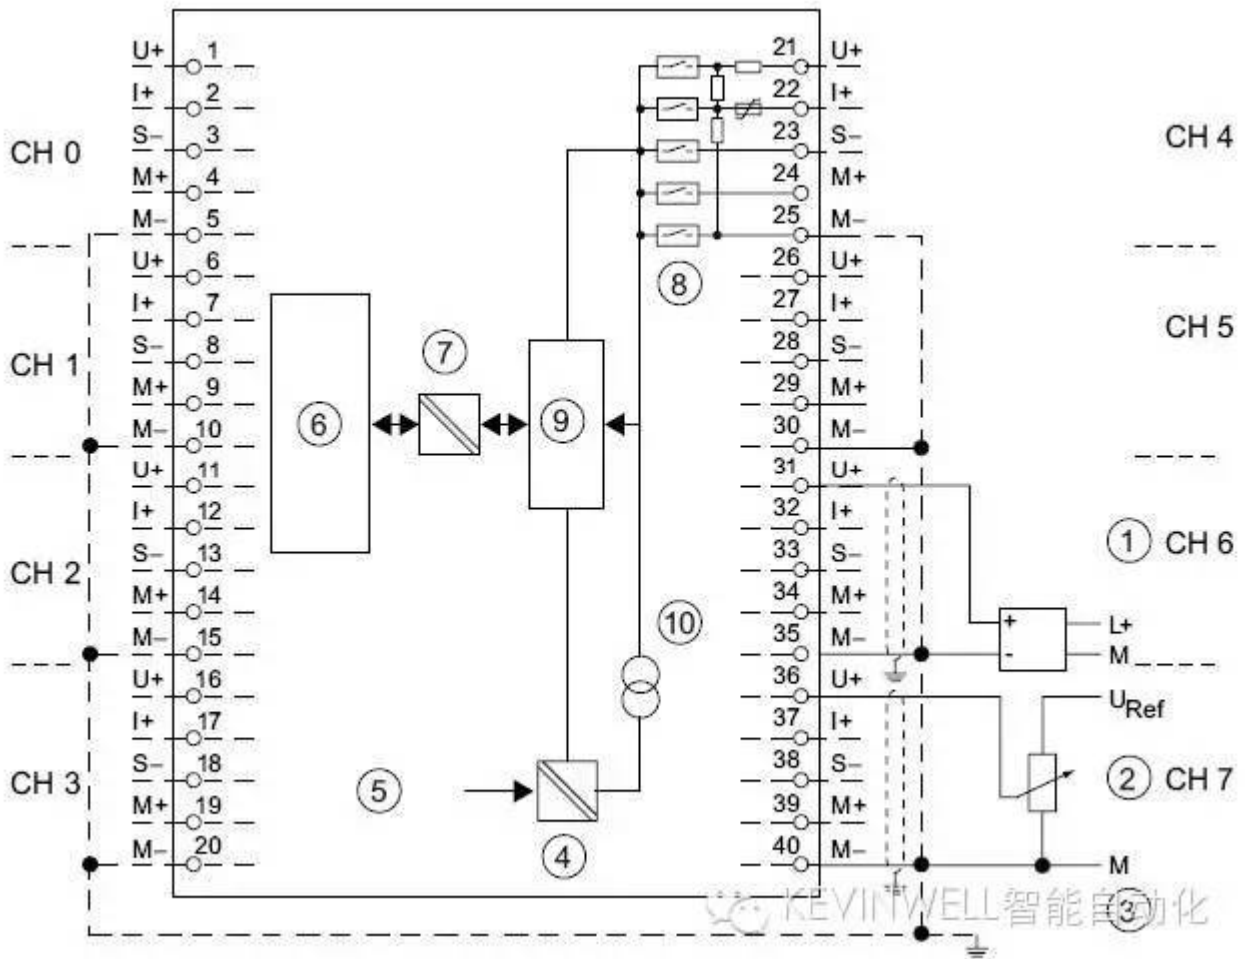 U+ 1 21 U+
I+ 2 22 I+
S– 3 23 S–
CH 0 CH 4
M+ 4 24 M+
M– 5 25 M–
U+ 6 26 U+
8
I+ 7 27 I+
CH 5
S– 8 7 28 S–
CH 1
M+ 9 29 M+
6 9
M– 10 30 M–
U+ 11 31 U+
I+ 12 32 I+
1 CH 6
S– 13 33 S–
CH 2
M+ 14 34 M+
10 + L+
M– 15 35 M– - M
U+ 16 36 U+
URef
I+ 17 37 I+
S– 18 38 S–
CH 3 5 2 CH 7
M+ 19 39 M+
M– 20 4 40 M–
M
KEVINWELL智能自动化
3